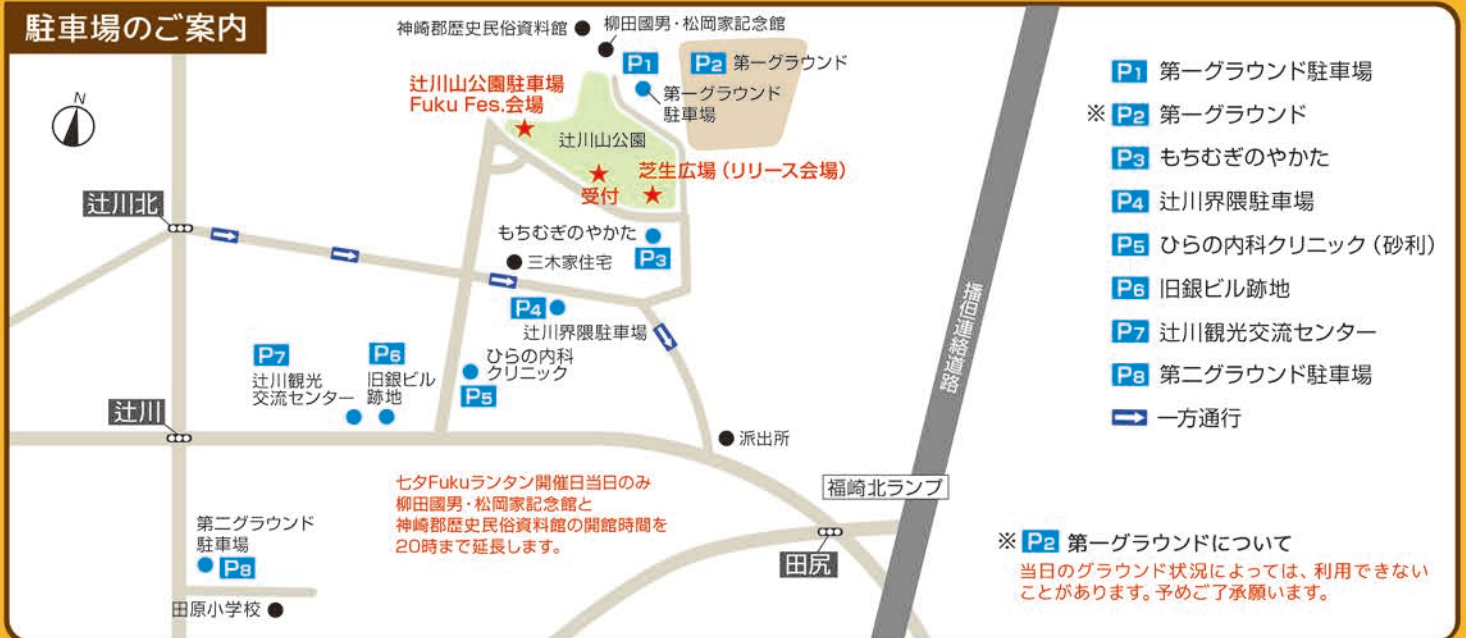 駐車場のご案内
N
神崎郡歴史民俗資料館
柳田國男・松岡家記念館
P1
P2 第一グラウンド
第一グラウンド
駐車場
辻川山公園駐車場
Fuku Fes.会場
辻川山公園
芝生広場(リリース会場)
受付
辻川北
もちむぎのやかた
P3
三木家住宅
P4
辻川界隈駐車場
播但連絡道路
P7
辻川観光
交流センター
P6
旧銀ビル
跡地
ひらの内科
クリニック
P5
辻川
派出所
七夕Fukuランタン開催日当日のみ
柳田國男・松岡家記念館と
神崎郡歴史民俗資料館の開館時間を
20時まで延長します。
福崎北ランプ
田尻
第二グラウンド
駐車場
P8
田原小学校
P1 第一グラウンド駐車場
※P2 第一グラウンド
P3 もちむぎのやかた
P4 辻川界隈駐車場
P5 ひらの内科クリニック(砂利)
P6 旧銀ビル跡地
P7 辻川観光交流センター
P8 第二グラウンド駐車場
一方通行
※P2 第一グラウンドについて
当日のグラウンド状況によっては、利用できない
ことがあります。予めご了承願います。